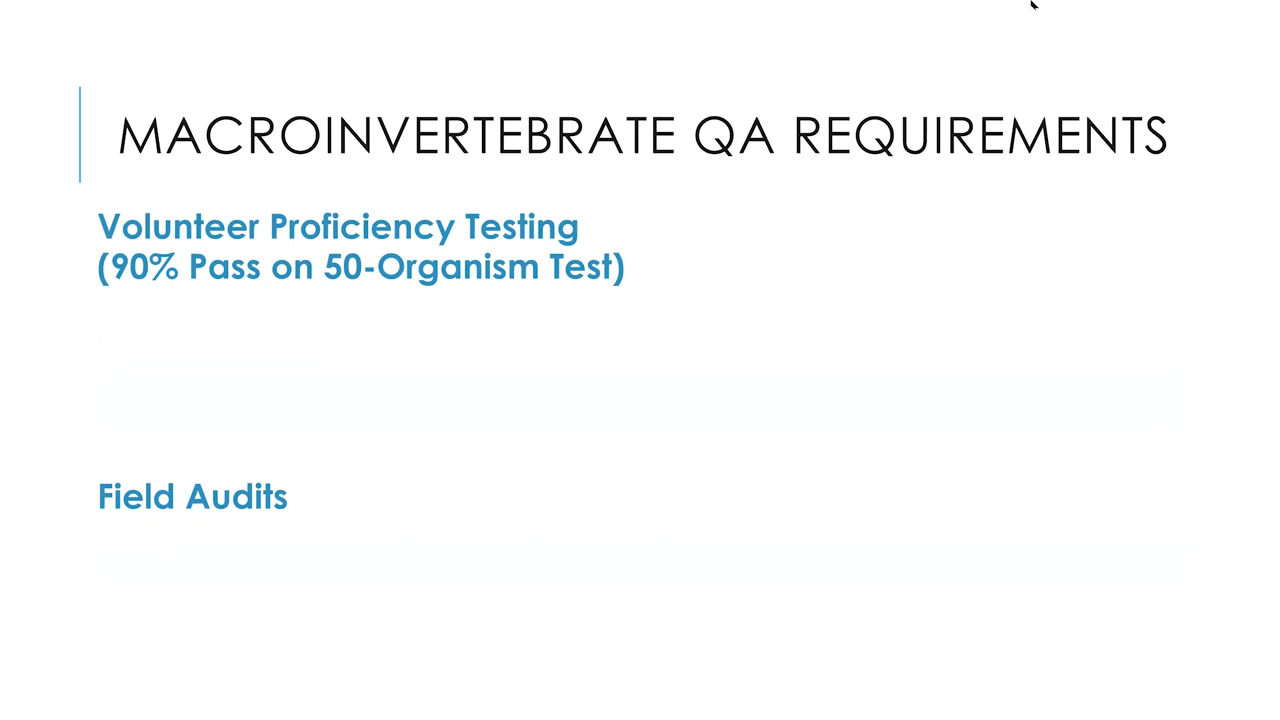 MACROINVERTEBRATE QA REQUIREMENTS
Volunteer Proficiency Testing
(90% Pass on 50-Organism Test)
Field Audits